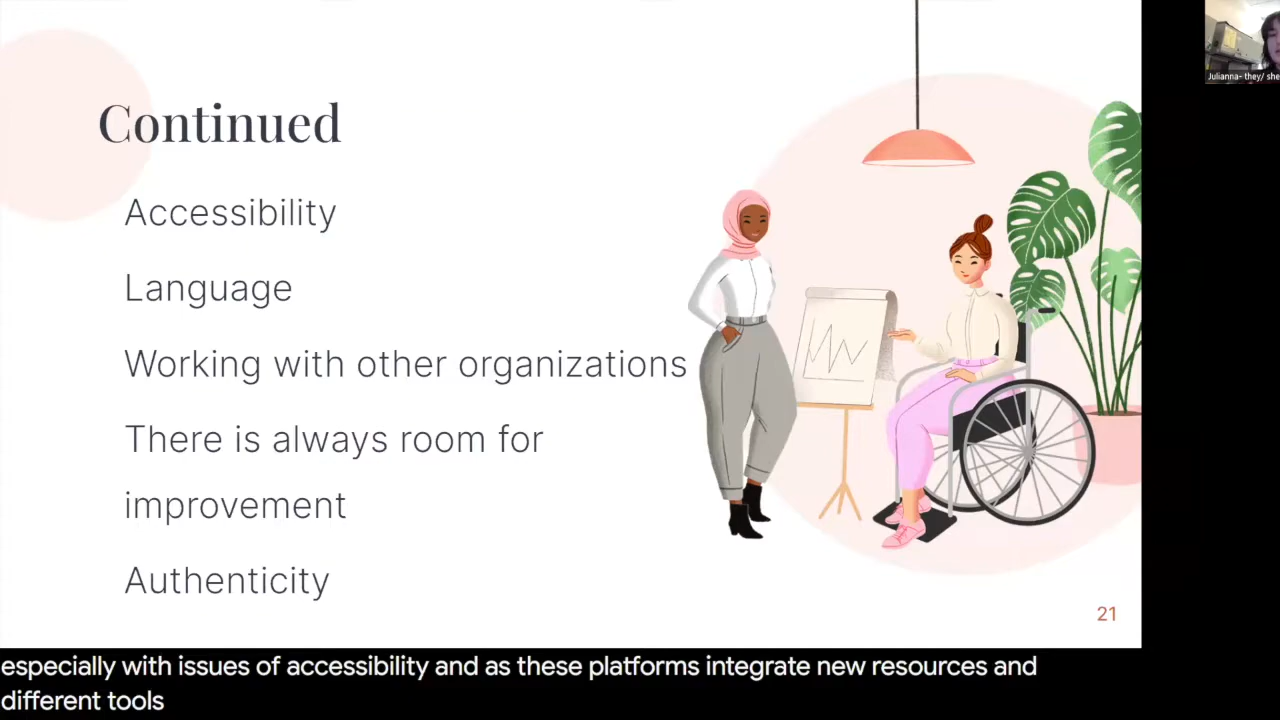 Continued
Accessibility
Language
Working with other organizations
There is always room for
improvement
Authenticity
21
Julianna- they/ she
especially with issues of accessibility and as these platforms integrate new resources and
different tools